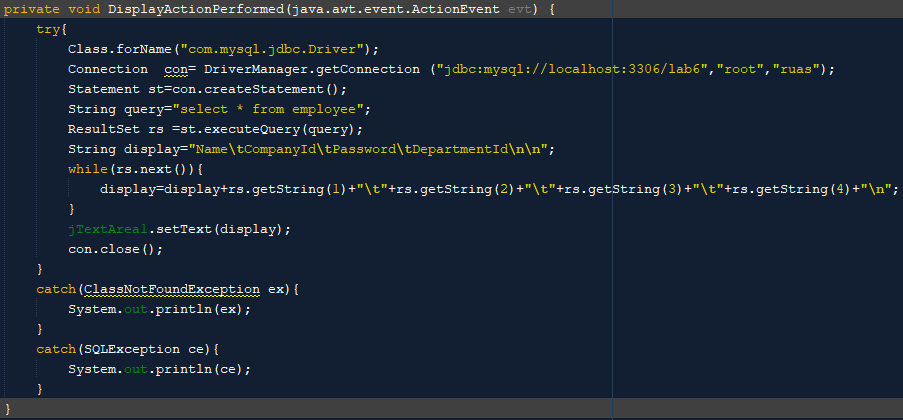 private void DisplayActionPerformed(java.awt.event.ActionEvent evt) {
    try{
        Class.forName("com.mysql.jdbc.Driver");
        Connection  con= DriverManager.getConnection ("jdbc:mysql://localhost:3306/lab6","root","ruas");
        Statement st=con.createStatement();
        String query="select * from employee";
        ResultSet rs =st.executeQuery(query);
        String display="Name\tCompanyId\tPassword\tDepartmentId\n\n";
        while(rs.next()){
            display=display+rs.getString(1)+"\t"+rs.getString(2)+"\t"+rs.getString(3)+"\t"+rs.getString(4)+"\n";
        }
        jTextArea1.setText(display);
        con.close();
    }
    catch(ClassNotFoundException ex){
        System.out.println(ex);
    }
    catch(SQLException ce){
        System.out.println(ce);
    }
}